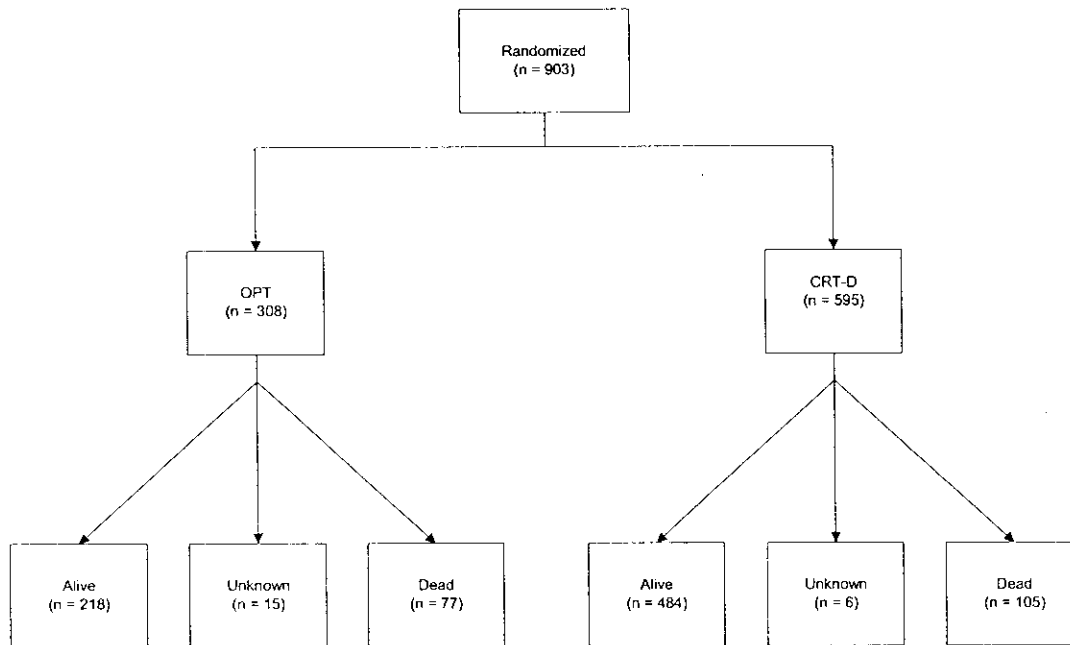 Randomized
(n = 903)
OPT
(n = 308)
CRT-D
(n = 595)
Alive
(n = 218)
Unknown
(n = 15)
Dead
(n = 77)
Alive
(n = 484)
Unknown
(n = 6)
Dead
(n = 105)